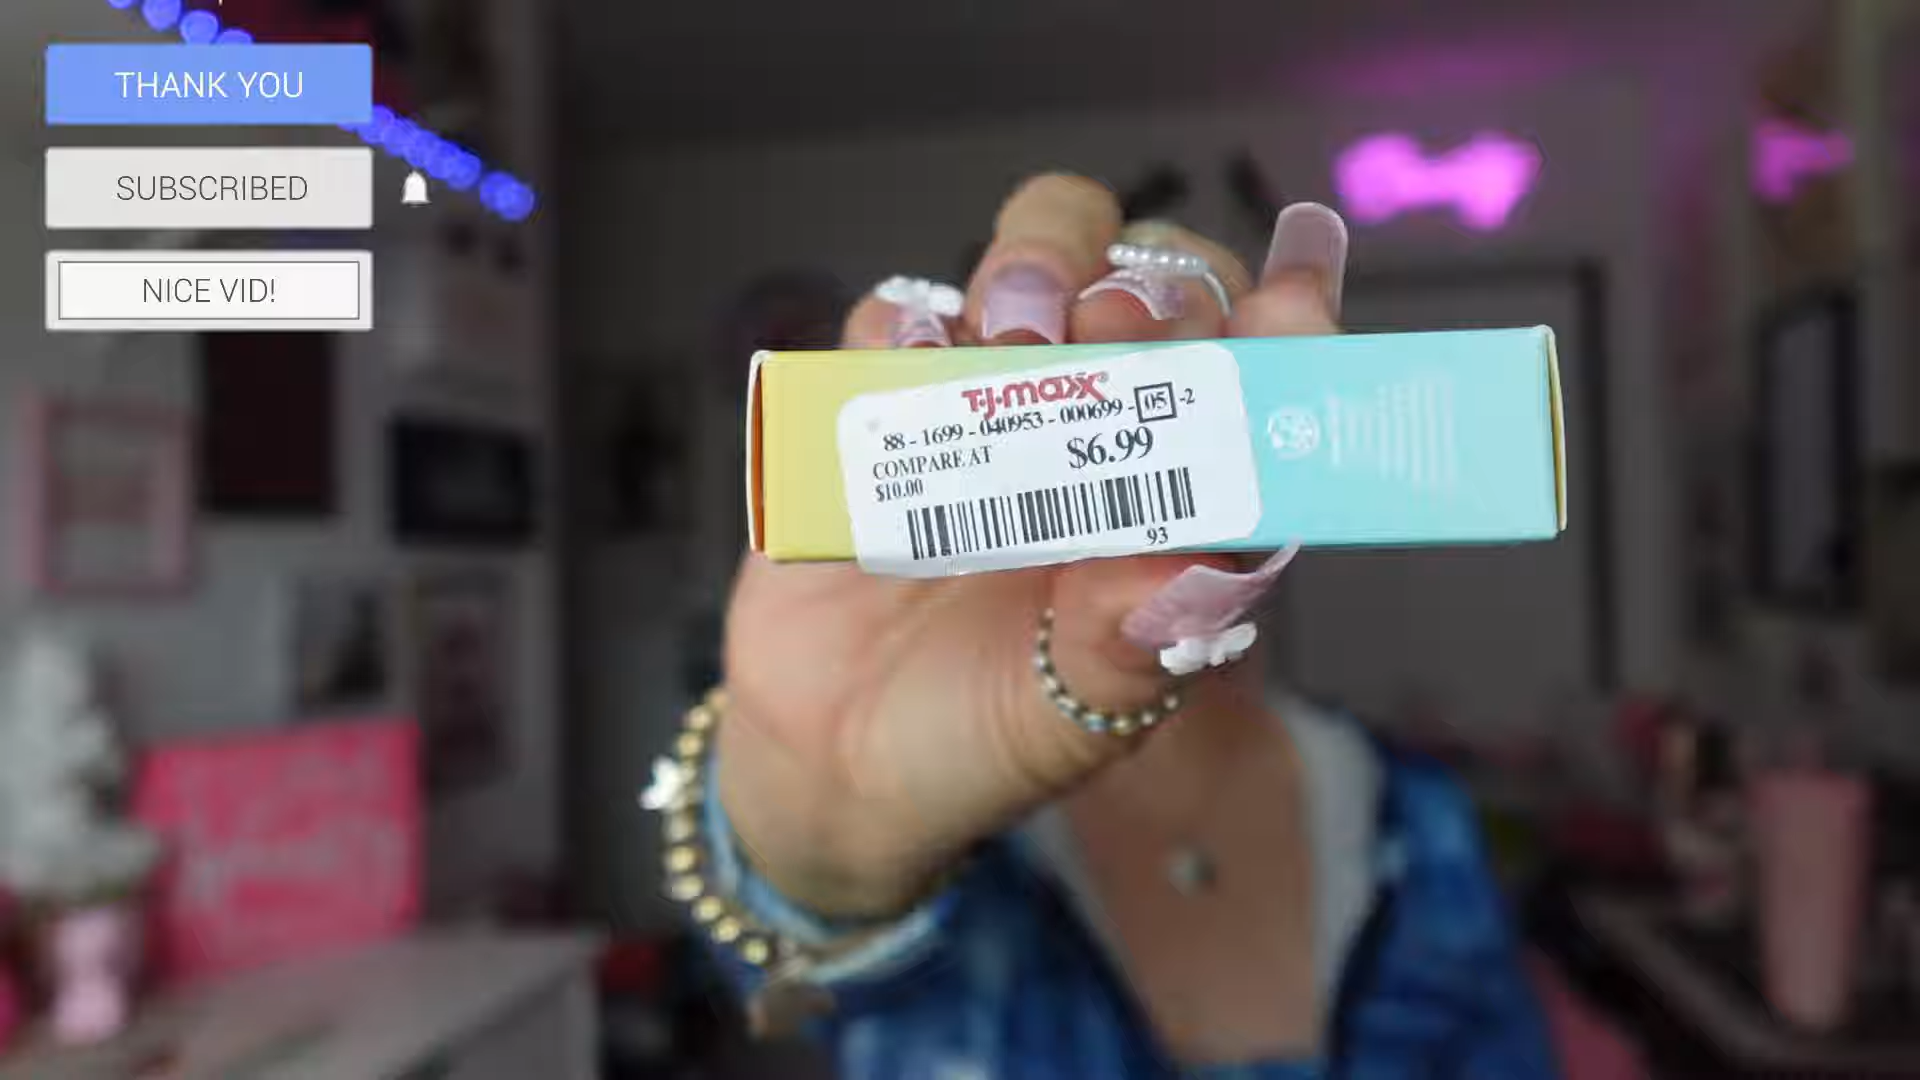 THANK YOU
SUBSCRIBED
NICE VID!
T.J.maxx®
88 - 1699 - 040953 - 000699 - 05 -2
COMPARE AT $6.99
$10.00
93